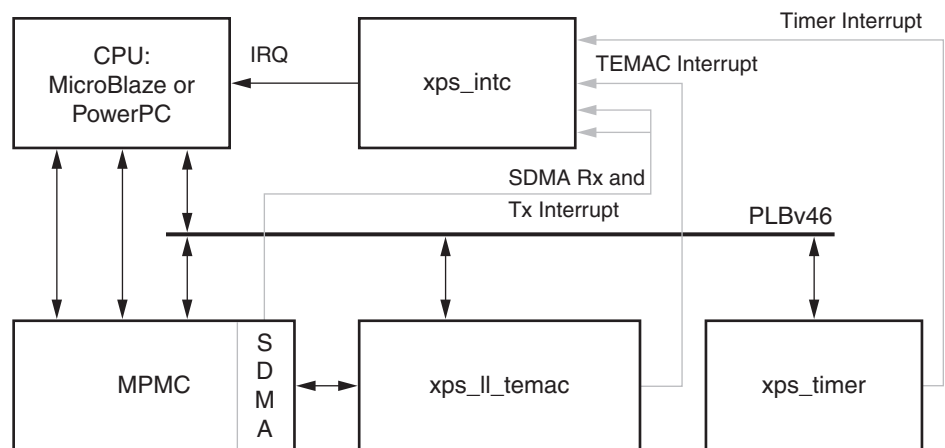 Timer Interrupt
CPU:
MicroBlaze or
PowerPC
IRQ
xps_intc
TEMAC Interrupt
SDMA Rx and
Tx Interrupt
PLBv46
MPMC
S
D
M
A
xps_ll_temac
xps_timer